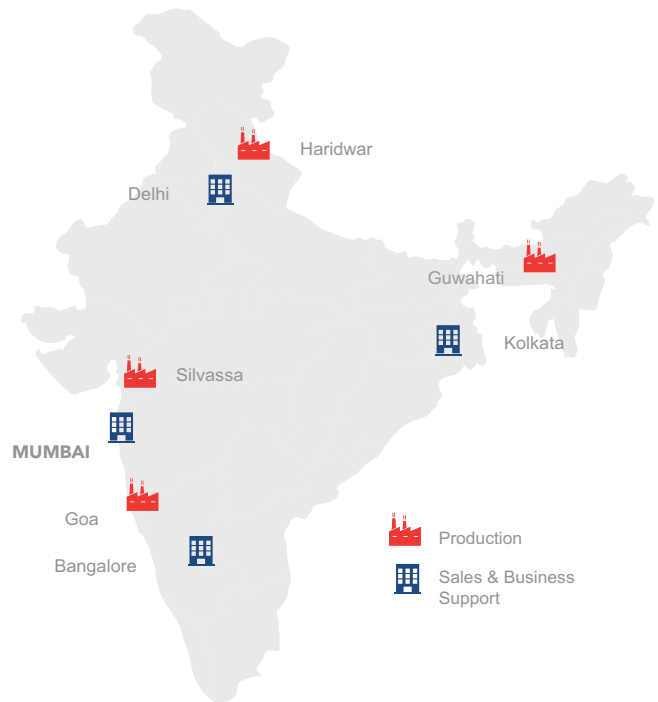 Haridwar
Delhi
Guwahati
Kolkata
Silvassa
MUMBAI
Goa
Bangalore
Production
Sales & Business
Support